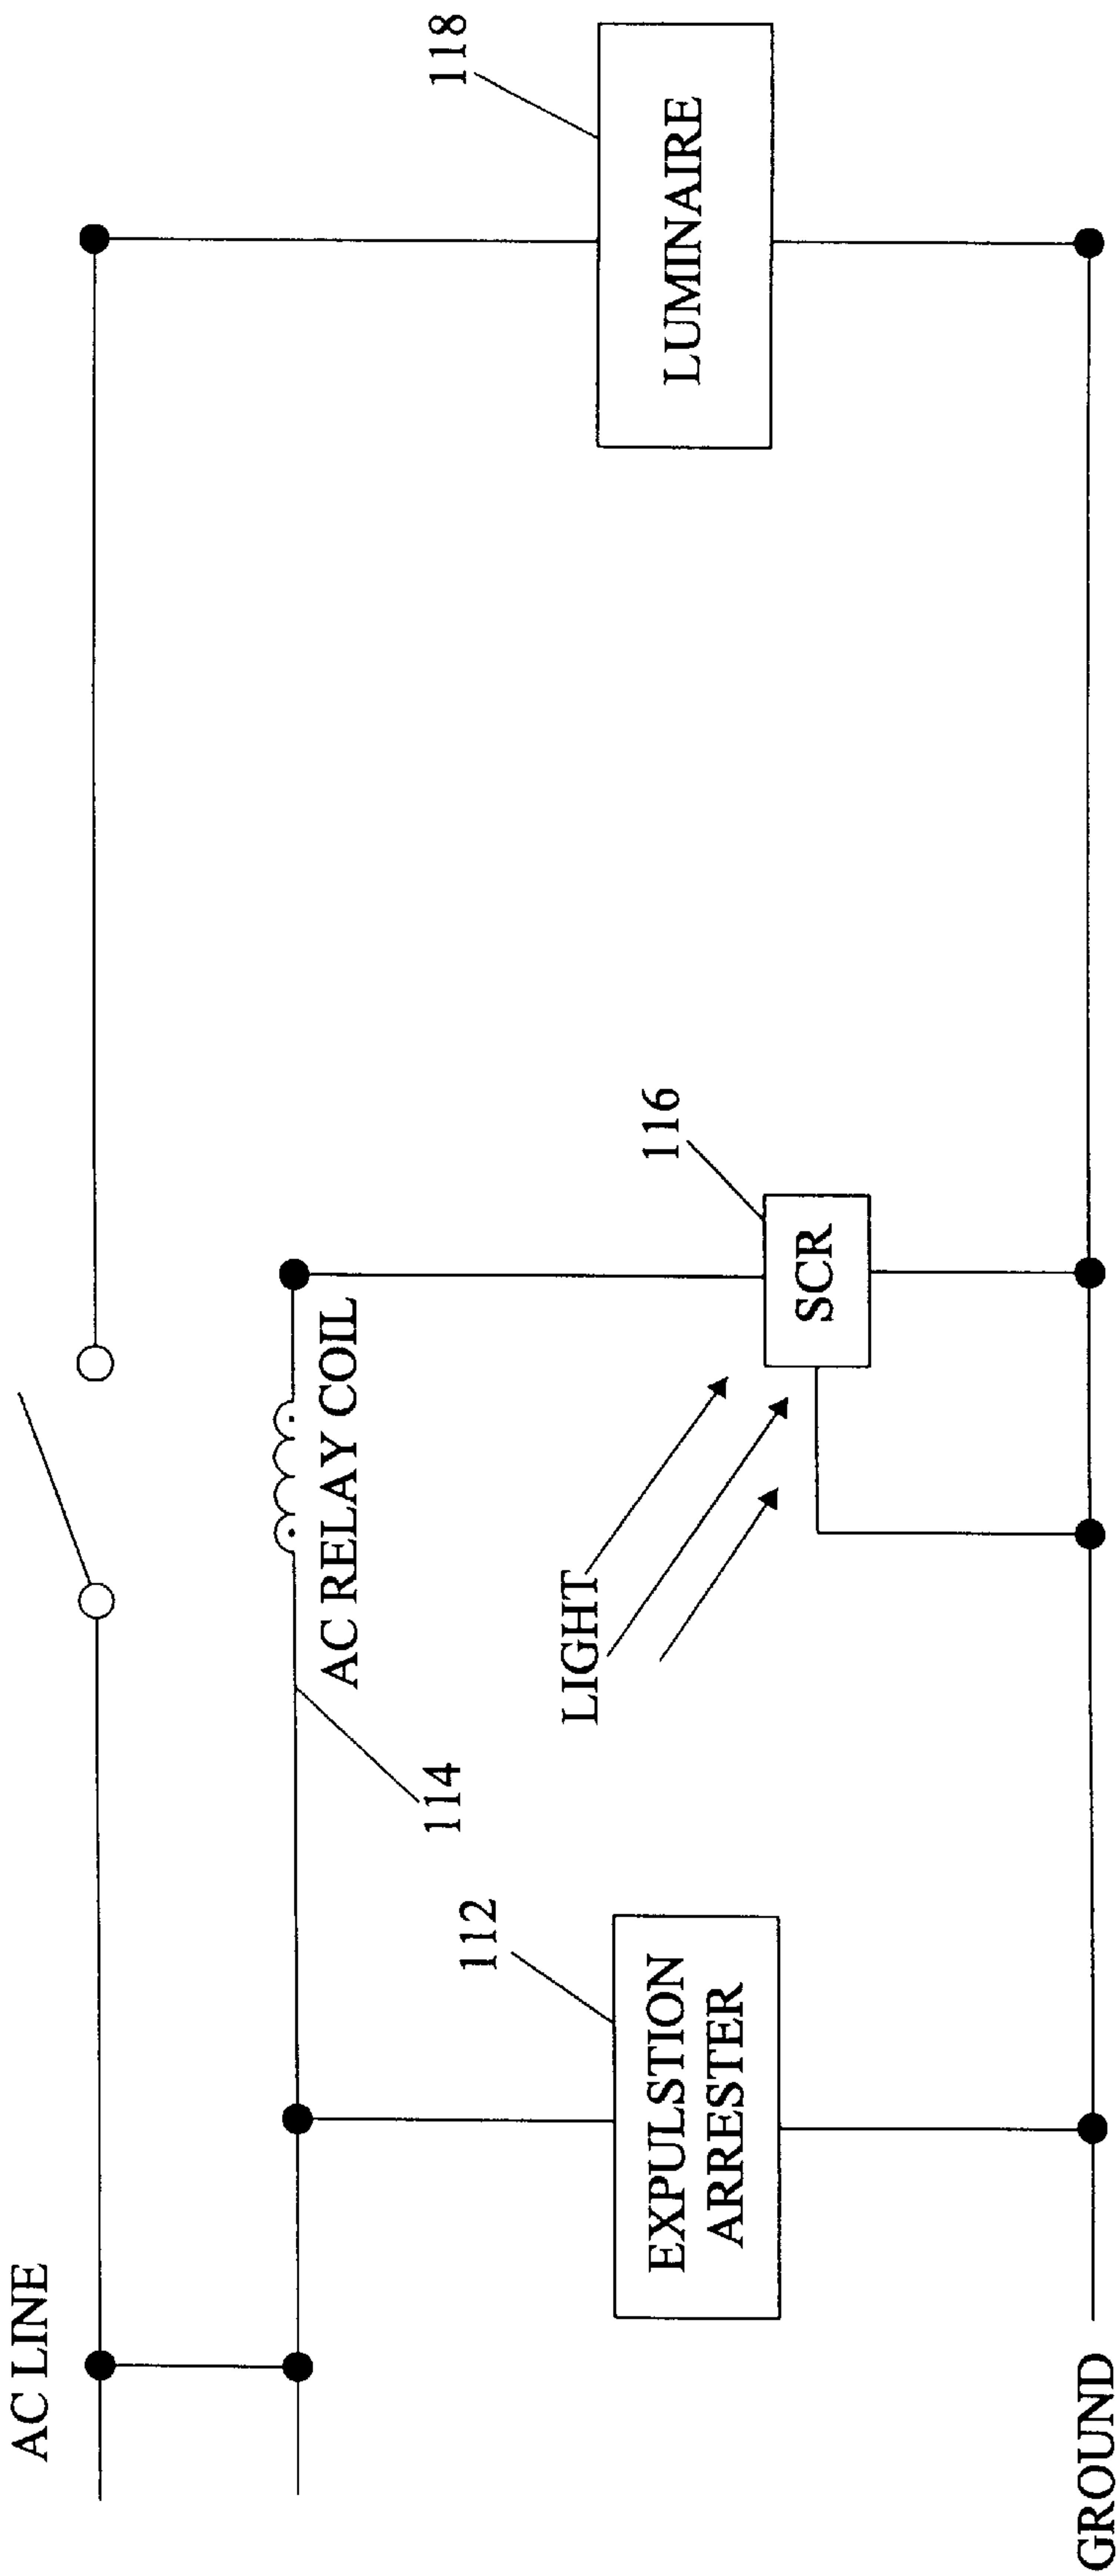 AC LINE
118
LUMINAIRE
AC RELAY COIL
114
116
SCR
LIGHT
112
EXPULSTION
ARRESTER
GROUND